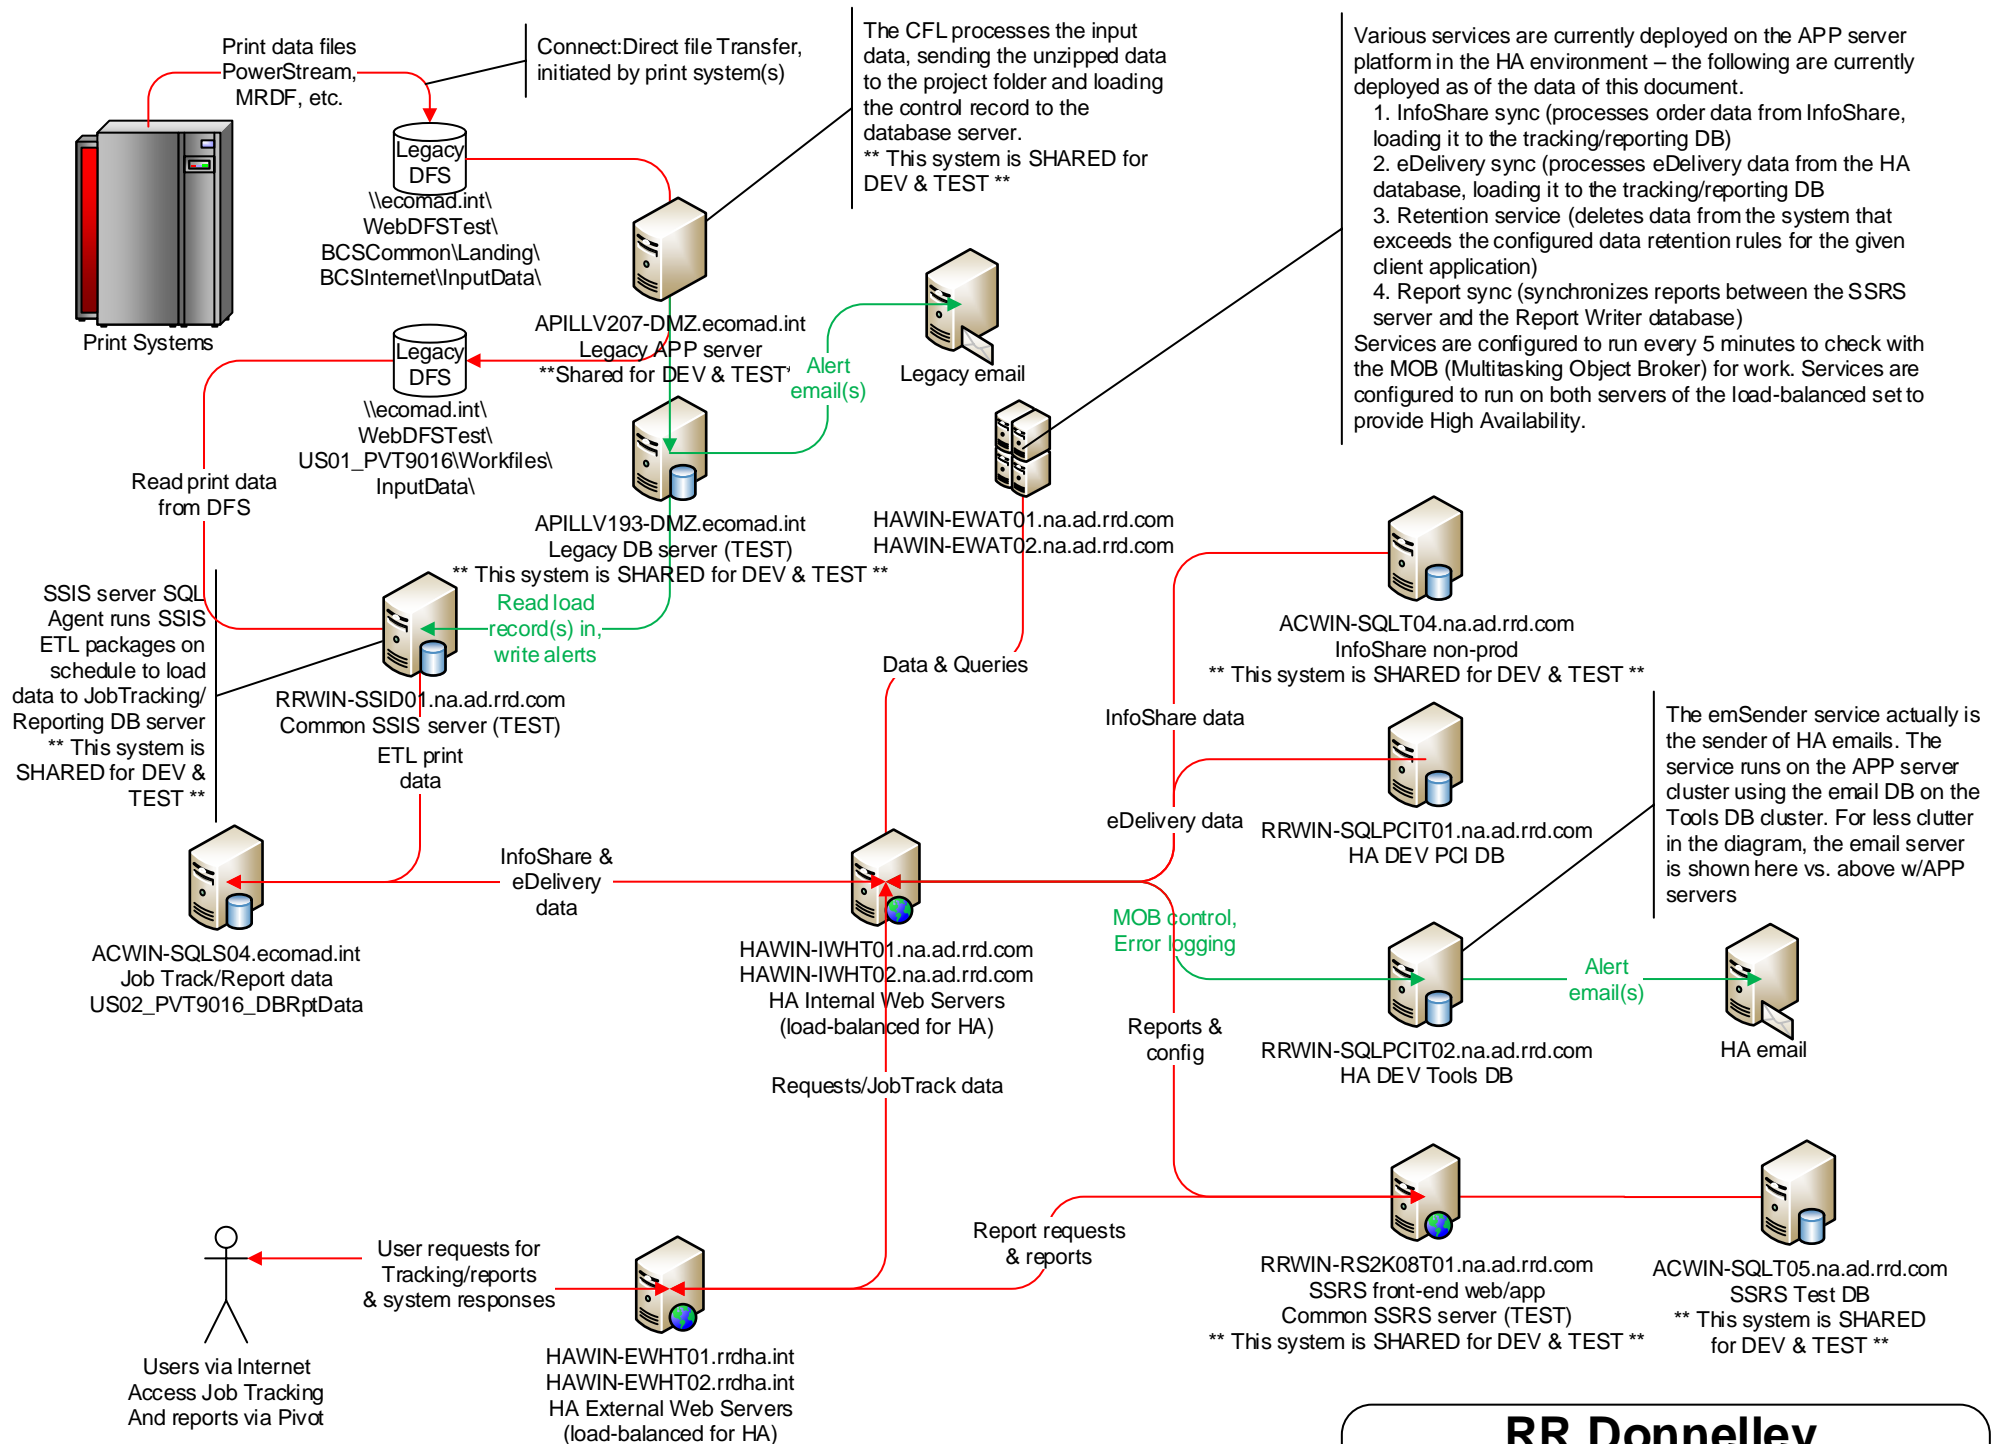 Print data files
PowerStream,
MRDF, etc.
Connect:Direct file Transfer,
initiated by print system(s)
The CFL processes the input
data, sending the unzipped data
to the project folder and loading
the control record to the
database server.
** This system is SHARED for
DEV & TEST **
Various services are currently deployed on the APP server
platform in the HA environment – the following are currently
deployed as of the data of this document.
1. InfoShare sync (processes order data from InfoShare,
loading it to the tracking/reporting DB)
2. eDelivery sync (processes eDelivery data from the HA
database, loading it to the tracking/reporting DB
3. Retention service (deletes data from the system that
exceeds the configured data retention rules for the given
client application)
4. Report sync (synchronizes reports between the SSRS
server and the Report Writer database)
Services are configured to run every 5 minutes to check with
the MOB (Multitasking Object Broker) for work. Services are
configured to run on both servers of the load-balanced set to
provide High Availability.
Legacy
DFS
\\ecomad.int\
WebDFSTest\
BCSCommon\Landing\
BCSInternet\InputData\
Print Systems
APILLV207-DMZ.ecomad.int
Legacy APP server
**Shared for DEV & TEST*
Alert
email(s)
Legacy email
Legacy
DFS
\\ecomad.int\
WebDFSTest\
US01_PVT9016\Workfiles\
InputData\
Read print data
from DFS
APILLV193-DMZ.ecomad.int
Legacy DB server (TEST)
** This system is SHARED for DEV & TEST **
HAWIN-EWAT01.na.ad.rrd.com
HAWIN-EWAT02.na.ad.rrd.com
SSIS server SQL
Agent runs SSIS
ETL packages on
schedule to load
data to JobTracking/
Reporting DB server
** This system is
SHARED for DEV &
TEST **
Read load
record(s) in,
write alerts
RRWIN-SSID01.na.ad.rrd.com
Common SSIS server (TEST)
ETL print
data
Data & Queries
ACWIN-SQLT04.na.ad.rrd.com
InfoShare non-prod
** This system is SHARED for DEV & TEST **
InfoShare data
eDelivery data
RRWIN-SQLPCIT01.na.ad.rrd.com
HA DEV PCI DB
The emSender service actually is
the sender of HA emails. The
service runs on the APP server
cluster using the email DB on the
Tools DB cluster. For less clutter
in the diagram, the email server
is shown here vs. above w/APP
servers
InfoShare &
eDelivery
data
ACWIN-SQLS04.ecomad.int
Job Track/Report data
US02_PVT9016_DBRptData
HAWIN-IWHT01.na.ad.rrd.com
HAWIN-IWHT02.na.ad.rrd.com
HA Internal Web Servers
(load-balanced for HA)
MOB control,
Error logging
Alert
email(s)
RRWIN-SQLPCIT02.na.ad.rrd.com
HA DEV Tools DB
HA email
Reports &
config
Requests/JobTrack data
User requests for
Tracking/reports
& system responses
Report requests
& reports
RRWIN-RS2K08T01.na.ad.rrd.com
SSRS front-end web/app
Common SSRS server (TEST)
** This system is SHARED for DEV & TEST **
ACWIN-SQLT05.na.ad.rrd.com
SSRS Test DB
** This system is SHARED
for DEV & TEST **
Users via Internet
Access Job Tracking
And reports via Pivot
HAWIN-EWHT01.rrdha.int
HAWIN-EWHT02.rrdha.int
HA External Web Servers
(load-balanced for HA)
RR Donnelley